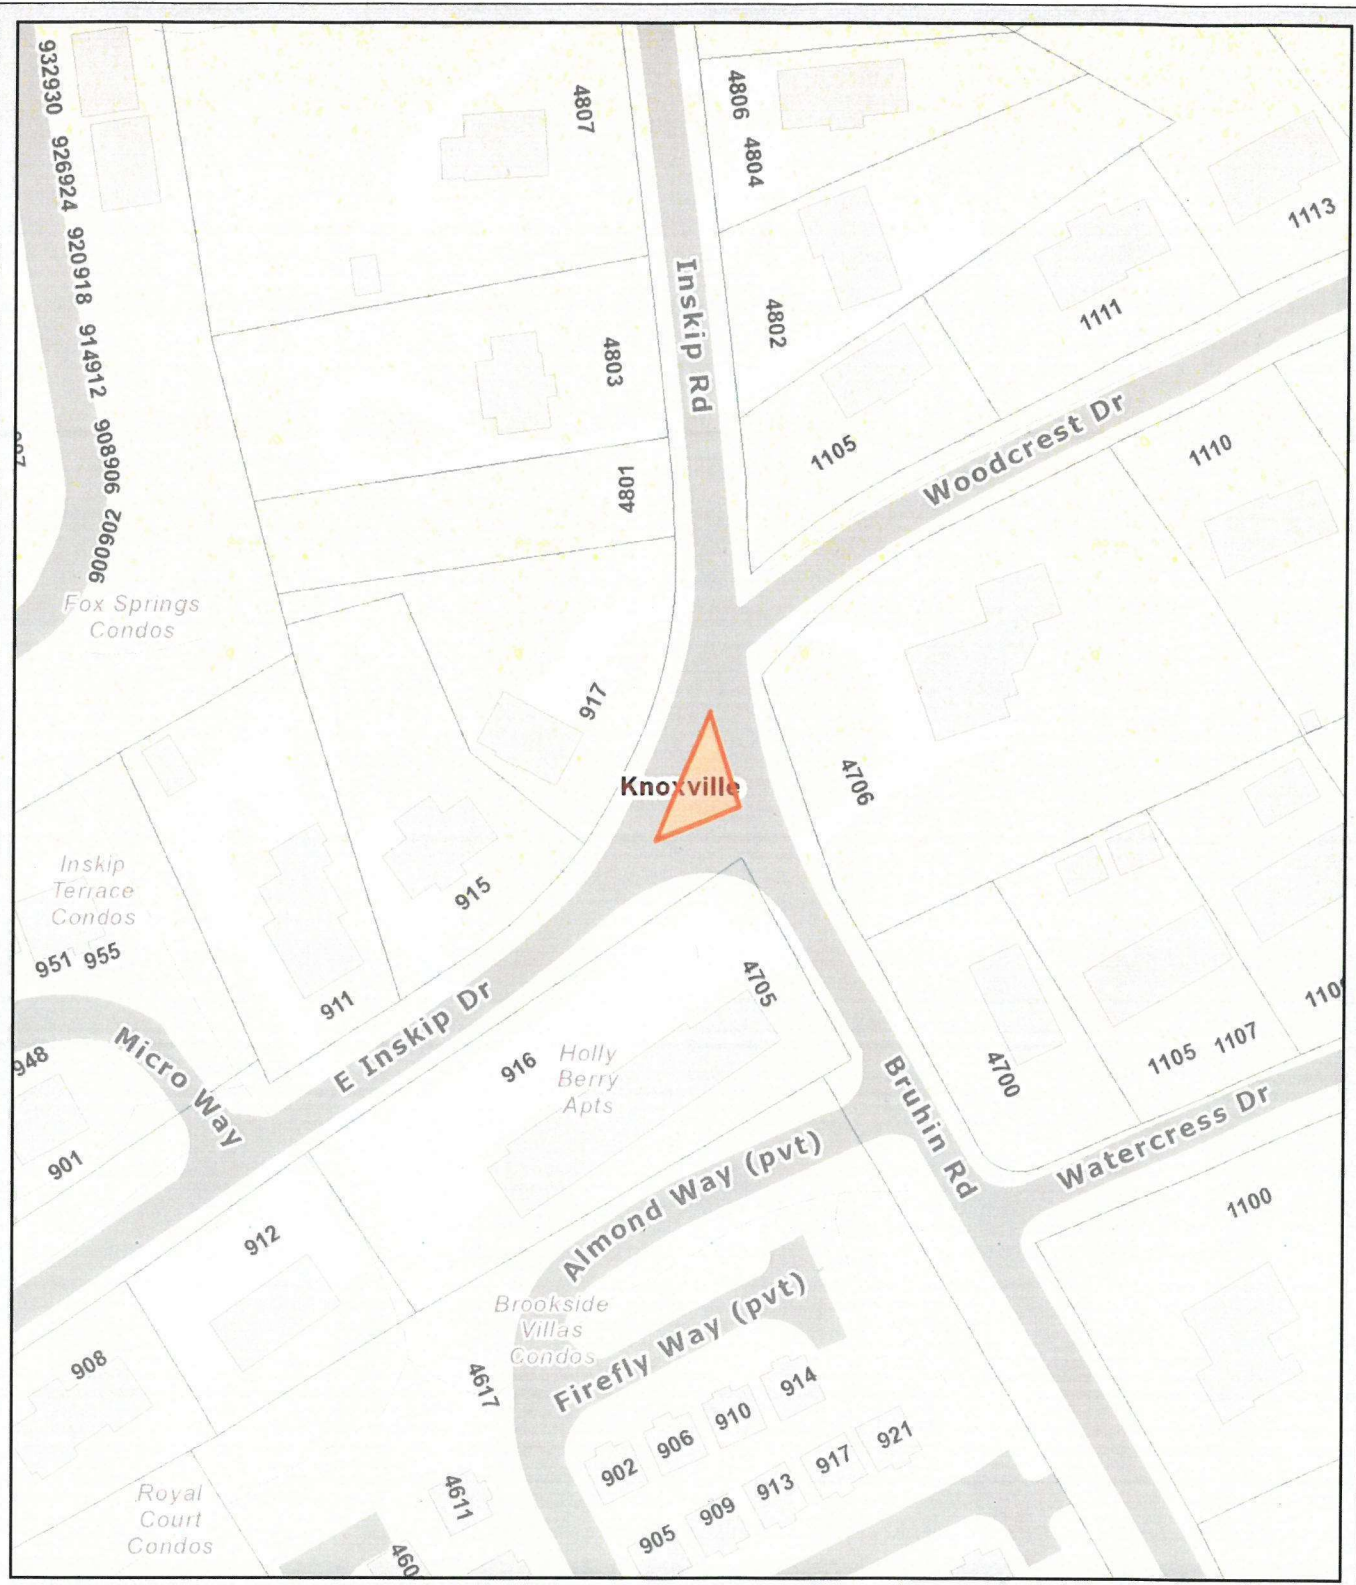 932930
926924
920918
914912
908906
900902
4807
4806
4804
1113
Inskip Rd
4802
1111
4803
1105
Woodcrest Dr
1110
4801
Fox Springs
Condos
917
Knoxville
4706
Inskip
Terrace
Condos
951
955
915
911
E Inskip Dr
4705
Micro Way
948
901
916
Holly
Berry
Apts
Bruhin Rd
4700
1105
1107
Watercress Dr
1100
912
Almond Way (pvt)
Firefly Way (pvt)
Brookside
Villas
Condos
908
4617
914
910
906
902
921
917
913
909
905
4611
Royal
Court
Condos